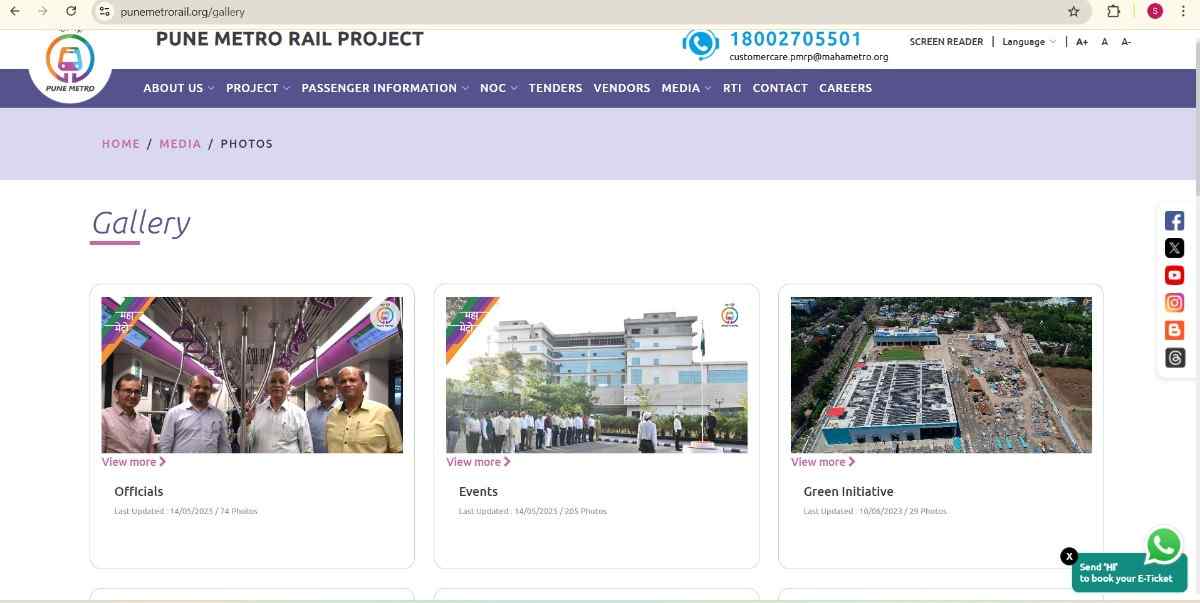 punemetrorail.org/gallery
S
PUNE METRO RAIL PROJECT
18002705501
customercare.pmrp@mahametro.org
SCREEN READER | Language | A+ A A-
PUNE METRO
ABOUT US PROJECT PASSENGER INFORMATION NOC TENDERS VENDORS MEDIA RTI CONTACT CAREERS
HOME / MEDIA / PHOTOS
Gallery
महा
मेट्रो
महा
मेट्रो
View more
View more
View more
Officials
Events
Green Initiative
Last Updated : 14/05/2023 / 74 Photos
Last Updated : 14/05/2023 / 205 Photos
Last Updated : 10/06/2023 / 29 Photos
X
Send 'HI'
to book your E-Ticket